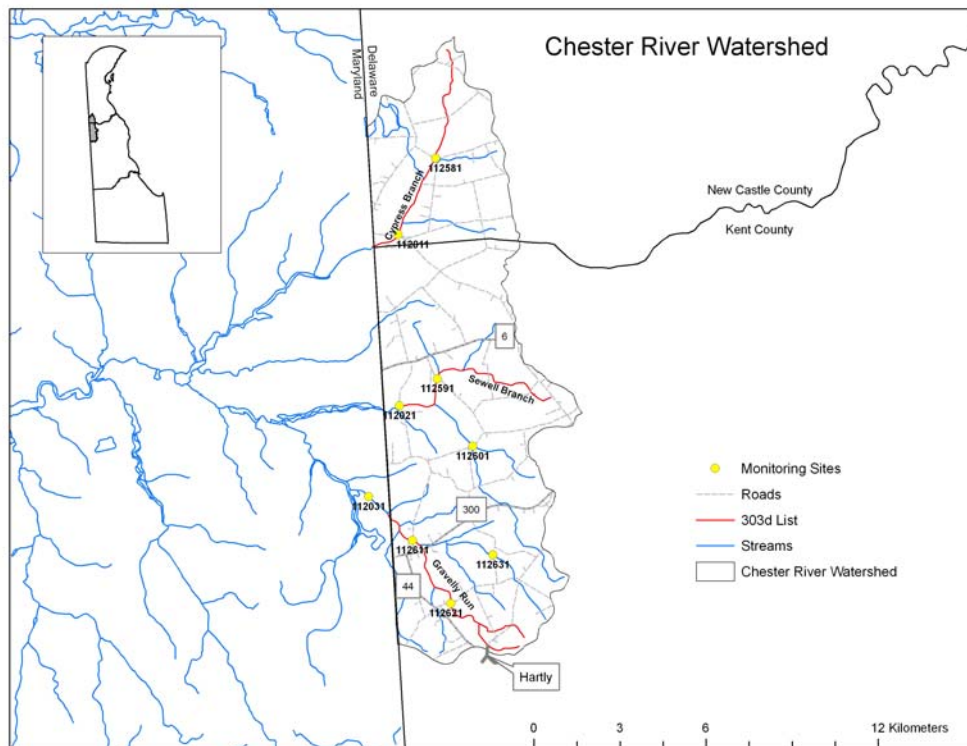 Chester River Watershed
Delaware
Maryland
112581
Cypress Branch
112011
New Castle County
Kent County
6
112591
Sewell Branch
112021
112601
112031
300
112611
112631
44
Gravelly Run
112621
Hartly
Monitoring Sites
Roads
303d List
Streams
Chester River Watershed
0 3 6 12 Kilometers